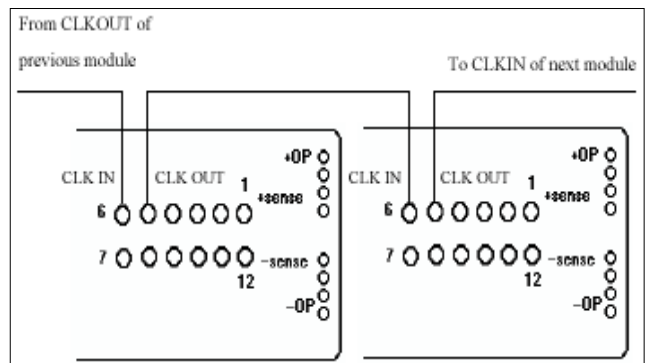 From CLKOUT of
previous module
To CLKIN of next module
+OP
CLK IN
CLK OUT
1
+sense
6
7
-sense
12
-OP
+OP
CLK IN
CLK OUT
1
+sense
6
7
-sense
12
-OP